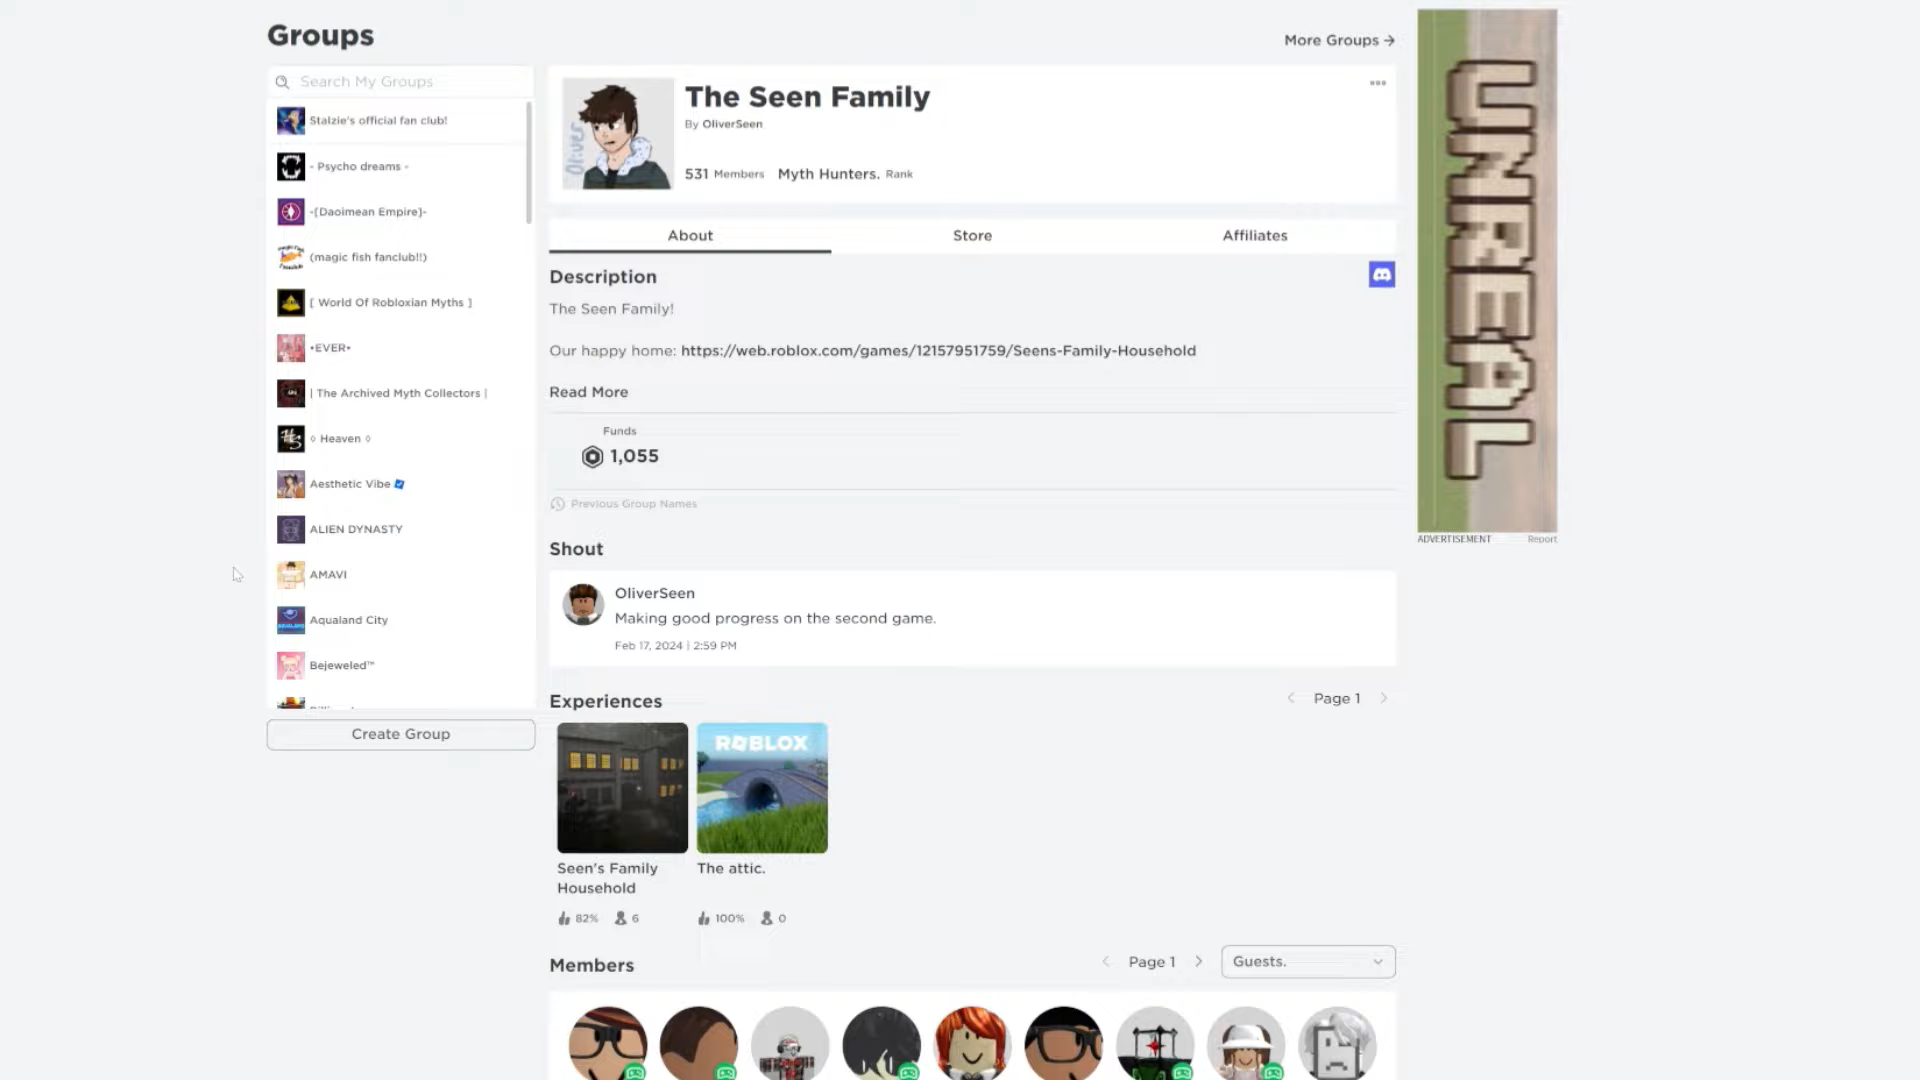 Groups
More Groups →
Search My Groups
Stalzie's official fan club!
- Psycho dreams -
-[Daoimean Empire]-
(magic fish fanclub!!)
[ World Of Robloxian Myths ]
•EVER•
| The Archived Myth Collectors |
◊ Heaven ◊
Aesthetic Vibe
ALIEN DYNASTY
AMAVI
Aqualand City
Bejeweled™
Create Group
Oliver
The Seen Family
By OliverSeen
531 Members Myth Hunters. Rank
About Store Affiliates
Description
The Seen Family!
Our happy home: https://web.roblox.com/games/12157951759/Seens-Family-Household
Read More
Funds
1,055
Previous Group Names
Shout
OliverSeen
Making good progress on the second game.
Feb 17, 2024 | 2:59 PM
Experiences
Page 1
ROBLOX
Seen's Family
Household
The attic.
82% 6
100% 0
Members
Page 1
Guests.
UNREAL
ADVERTISEMENT Report